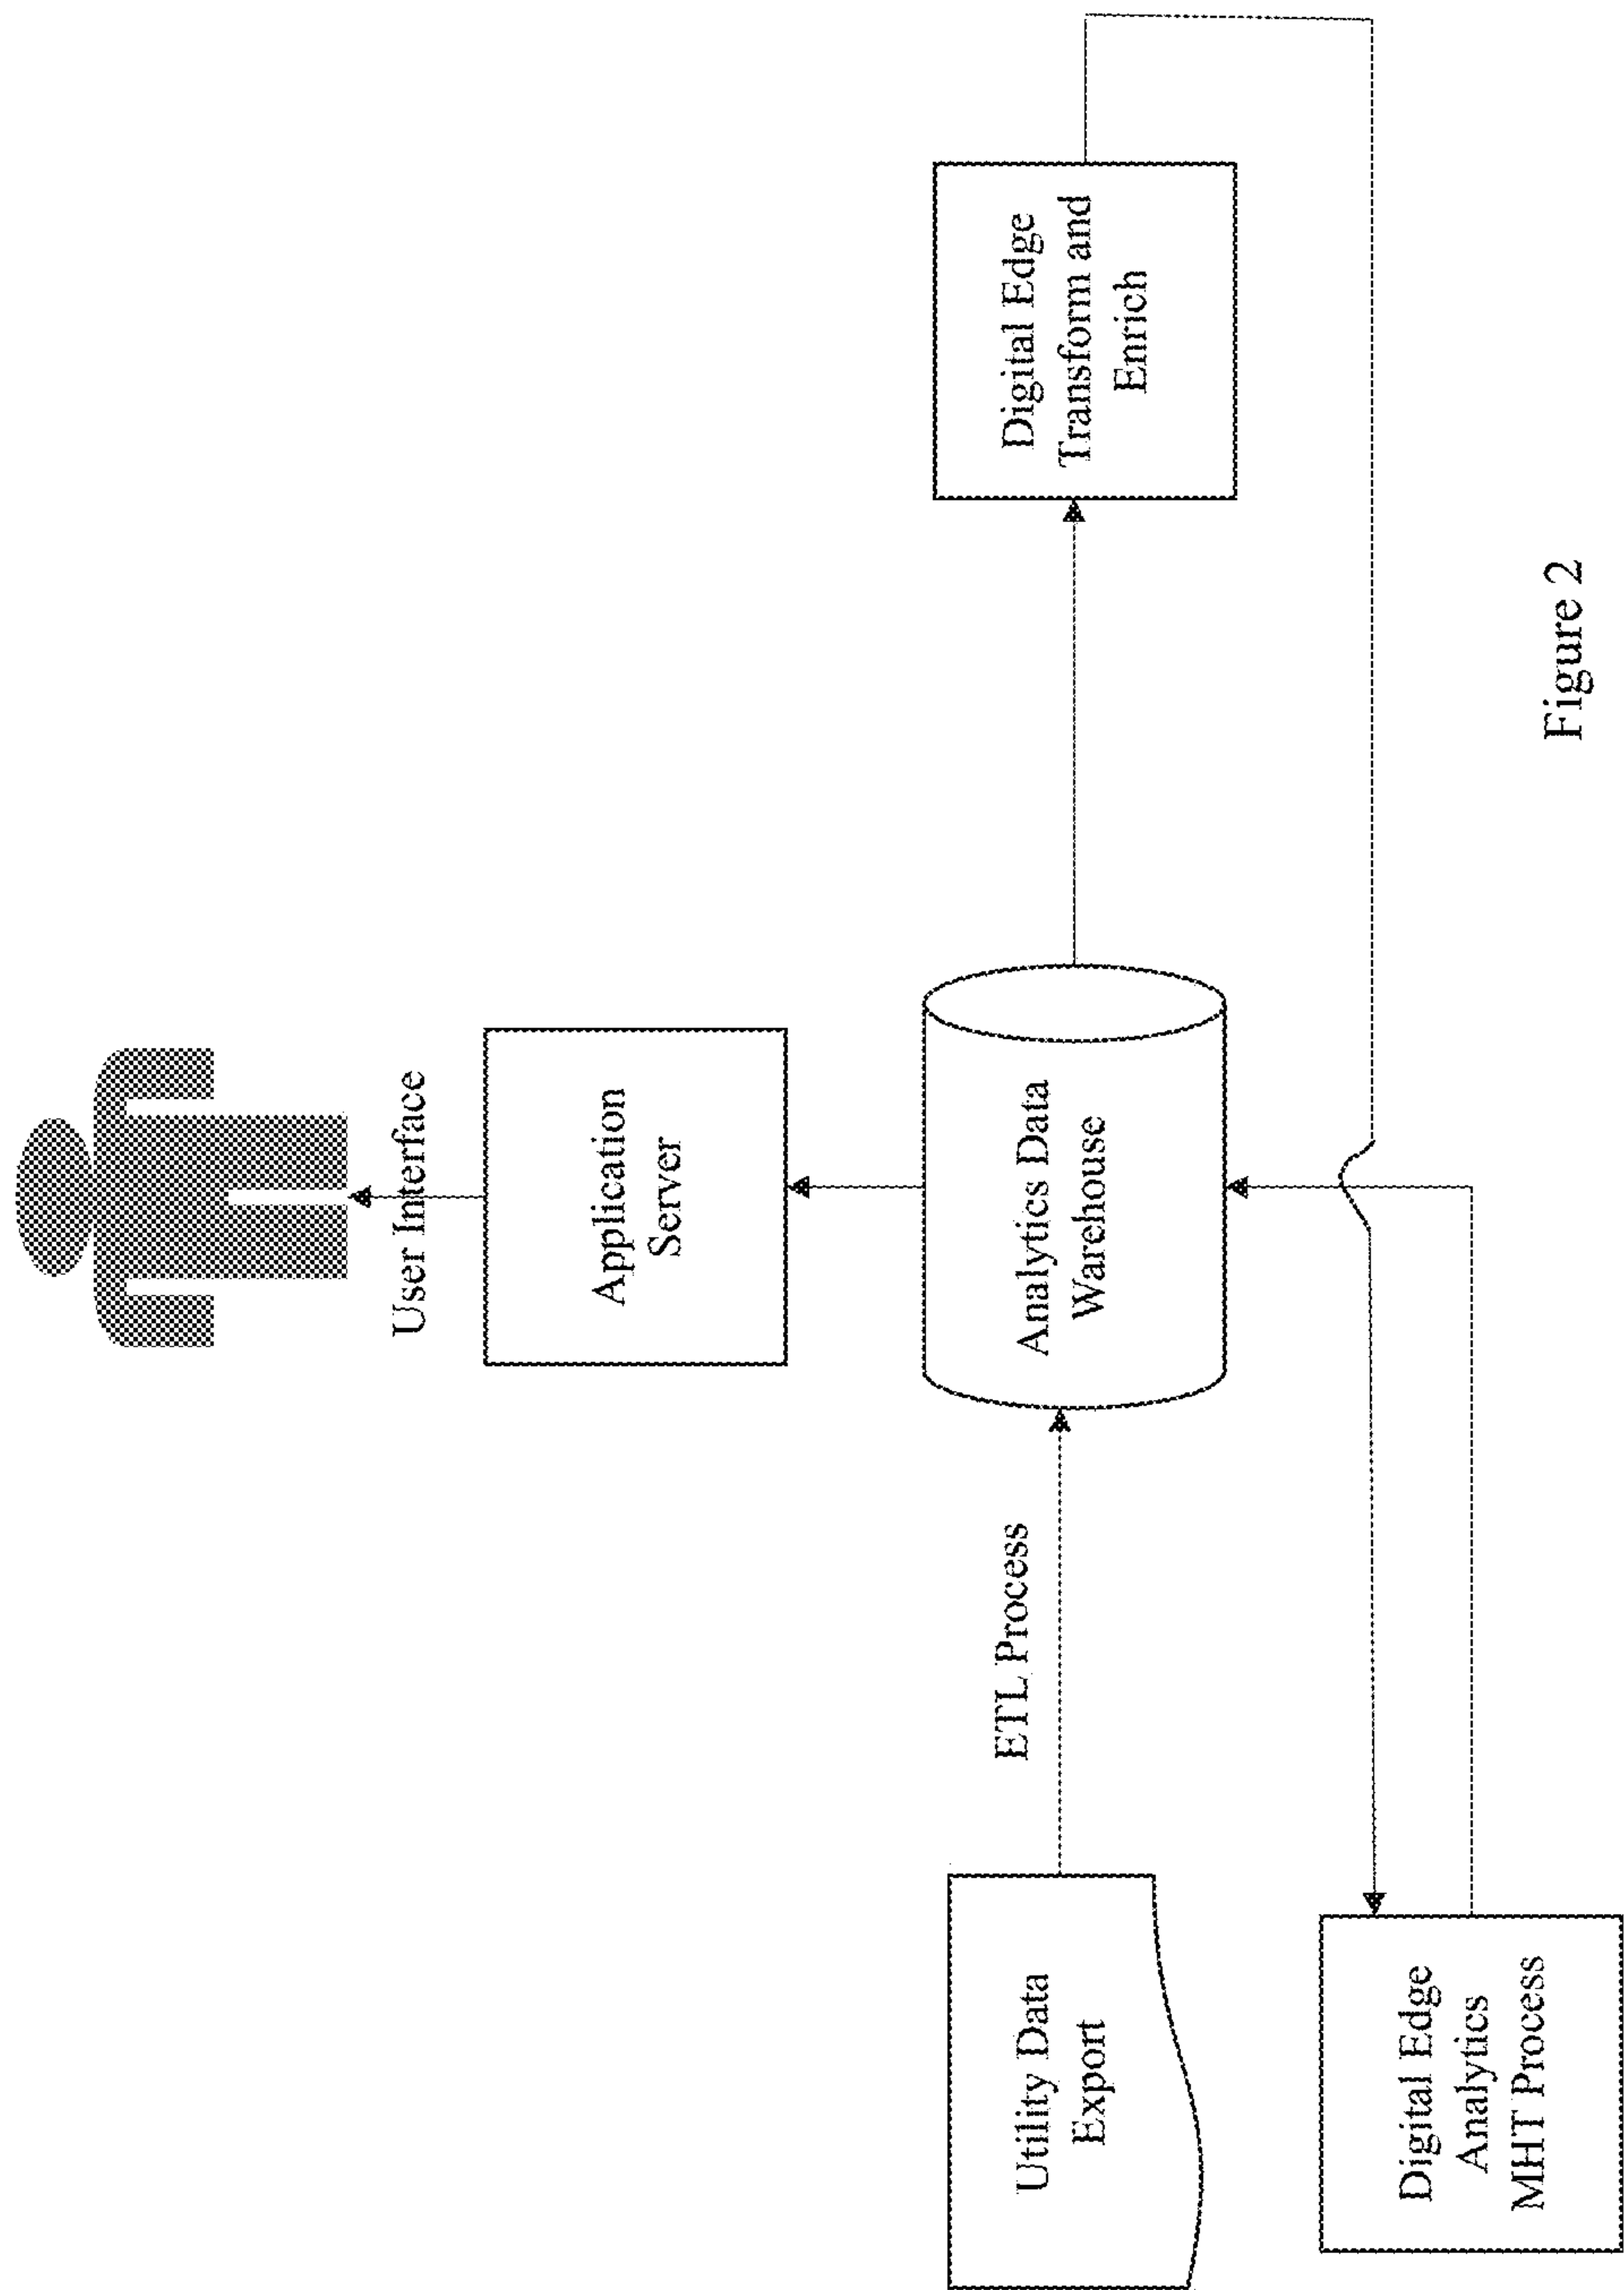 User Interface
Application
Server
Digital Edge
Transform and
Enrich
Analytics Data
Warehouse
ETL Process
Utility Data
Export
Digital Edge
Analytics
MHT Process
Figure 2